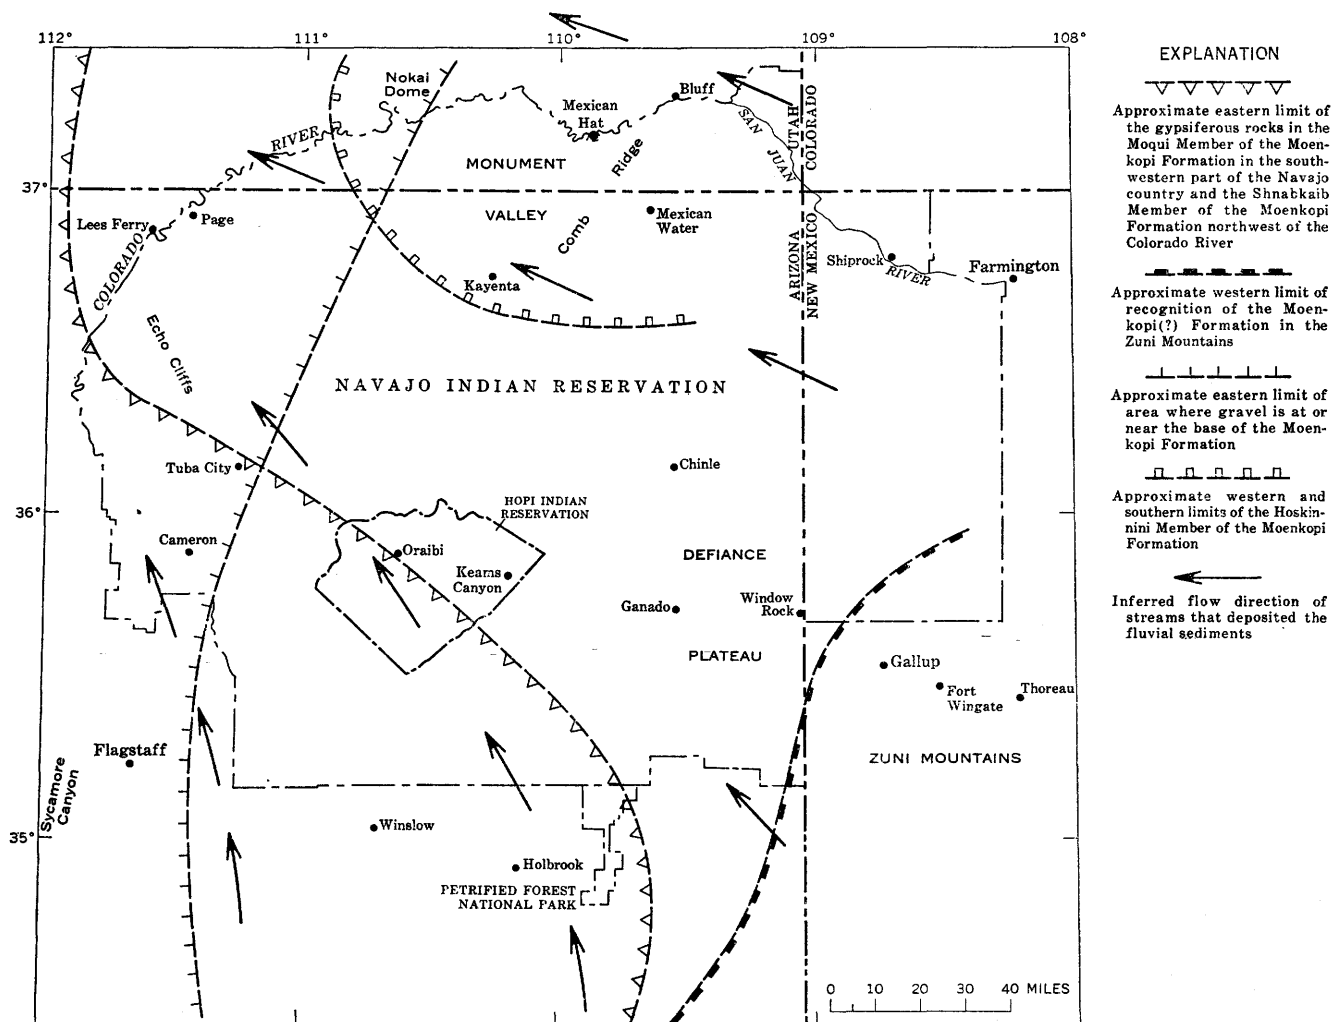 112°
111°
110°
109°
108°
Nokai
Dome
Bluff
Mexican
Hat
UTAH
COLORADO
SAN
JUAN
RIVER
MONUMENT
Ridge
37°
VALLEY
Comb
Mexican
Water
Lees Ferry
Page
COLORADO
ARIZONA
NEW MEXICO
Shiprock
RIVER
Farmington
Kayenta
Echo Cliffs
NAVAJO INDIAN RESERVATION
Tuba City
Chinle
HOPI INDIAN
RESERVATION
36°
Cameron
Oraibi
Keams
Canyon
DEFIANCE
Ganado
Window
Rock
PLATEAU
Gallup
Fort
Wingate
Thoreau
Flagstaff
ZUNI MOUNTAINS
Sycamore
Canyon
35°
Winslow
Holbrook
PETRIFIED FOREST
NATIONAL PARK
0 10 20 30 40 MILES
EXPLANATION
Approximate eastern limit of
the gypsiferous rocks in the
Moqui Member of the Moen-
kopi Formation in the south-
western part of the Navajo
country and the Shnabkaib
Member of the Moenkopi
Formation northwest of the
Colorado River
Approximate western limit of
recognition of the Moen-
kopi(?) Formation in the
Zuni Mountains
Approximate eastern limit of
area where gravel is at or
near the base of the Moen-
kopi Formation
Approximate western and
southern limits of the Hoskin-
nini Member of the Moenkopi
Formation
Inferred flow direction of
streams that deposited the
fluvial sediments